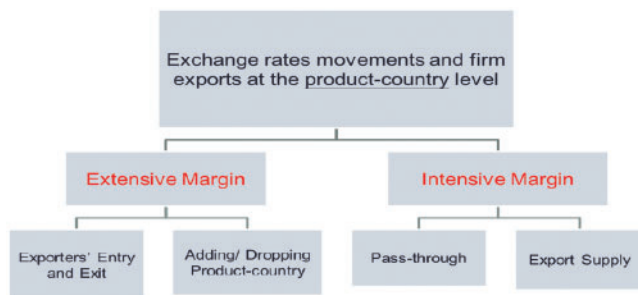 Exchange rates movements and firm
exports at the product-country level
Extensive Margin
Intensive Margin
Exporters' Entry
and Exit
Adding/ Dropping
Product-country
Pass-through
Export Supply